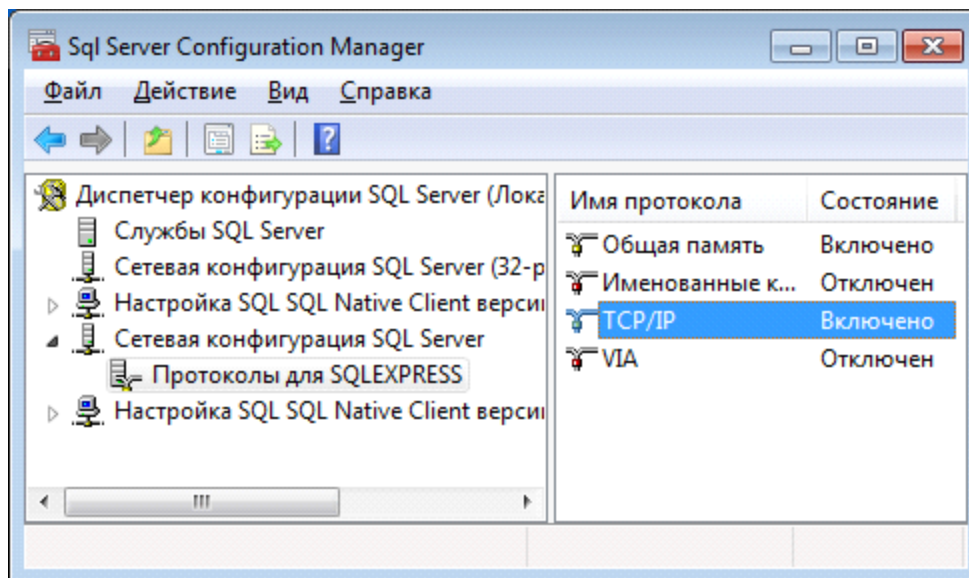 Sql Server Configuration Manager
Файл Действие Вид Справка
Диспетчер конфигурации SQL Server (Лока
Службы SQL Server
Сетевая конфигурация SQL Server (32-р
Настройка SQL SQL Native Client версии
Сетевая конфигурация SQL Server
Протоколы для SQLEXPRESS
Настройка SQL SQL Native Client версии
Имя протокола Состояние
Общая память Включено
Именованные к... Отключен
TCP/IP Включено
VIA Отключен